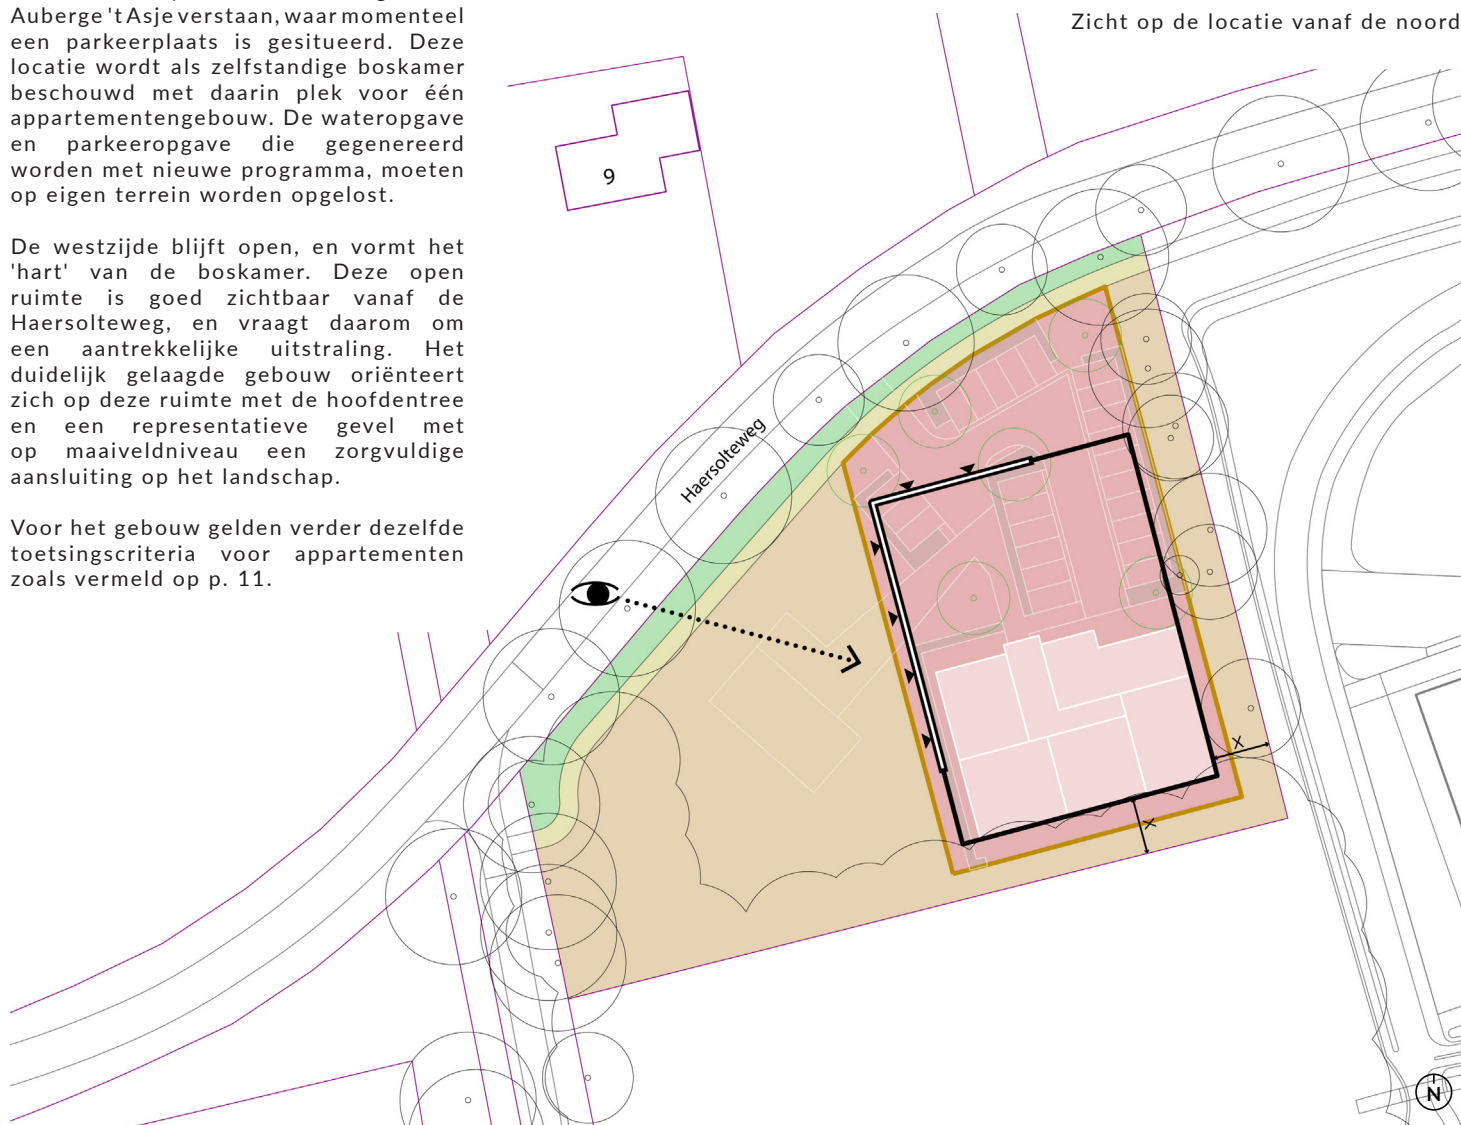 Auberge 't Asje verstaan, waar momenteel
een parkeerplaats is gesitueerd. Deze
locatie wordt als zelfstandige boskamer
beschouwd met daarin plek voor één
appartementengebouw. De wateropgave
en parkeeropgave die gegenereerd
worden met nieuwe programma, moeten
op eigen terrein worden opgelost.
De westzijde blijft open, en vormt het
'hart' van de boskamer. Deze open
ruimte is goed zichtbaar vanaf de
Haersolteweg, en vraagt daarom om
een aantrekkelijke uitstraling. Het
duidelijk gelaagde gebouw oriënteert
zich op deze ruimte met de hoofdentree
en een representatieve gevel met
op maaiveldniveau een zorgvuldige
aansluiting op het landschap.
Voor het gebouw gelden verder dezelfde
toetsingscriteria voor appartementen
zoals vermeld op p. 11.
Zicht op de locatie vanaf de noord
9
Haersolteweg
X
X
N